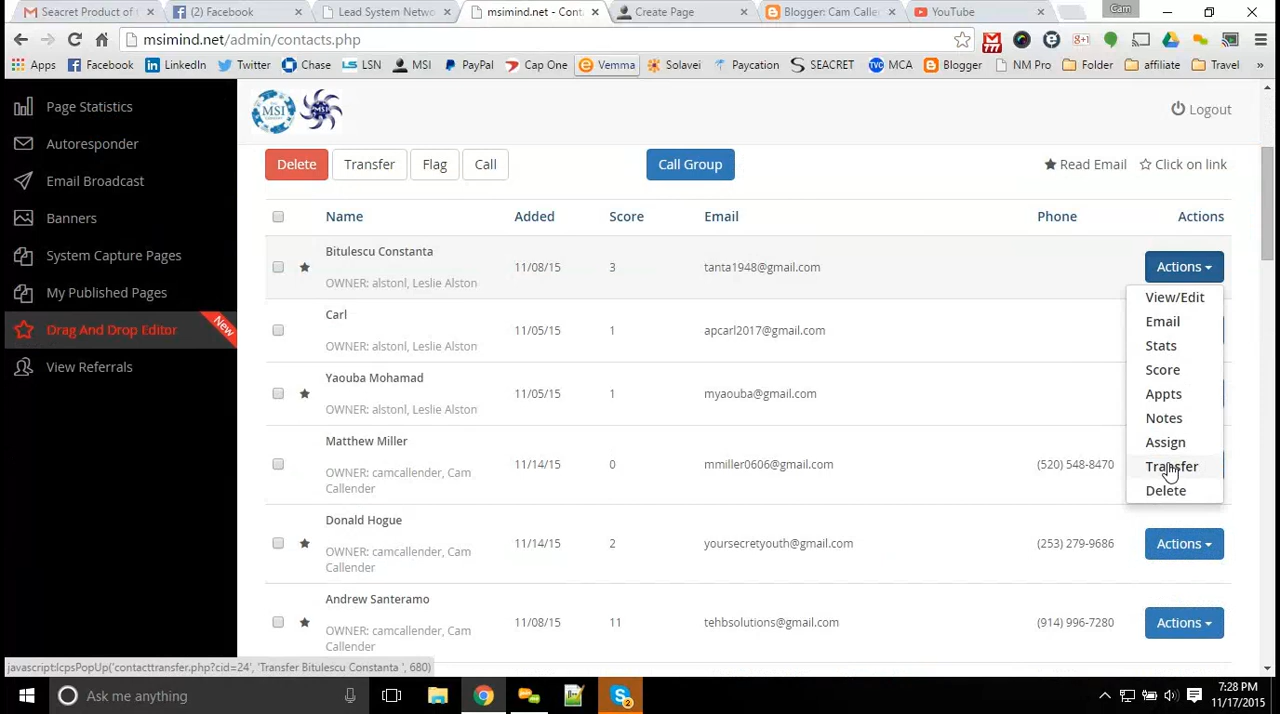 Seacret Product of
(2) Facebook
Lead System Netwo
msimind.net - Cont
Create Page
Blogger: Cam Calle
YouTube
Cam
msimind.net/admin/contacts.php
Apps
Facebook
LinkedIn
Twitter
Chase
LSN
MSI
PayPal
Cap One
Vemma
Solavei
Paycation
SEACRET
MCA
Blogger
NM Pro
Folder
affiliate
Travel
»
Page Statistics
Autoresponder
Email Broadcast
Banners
System Capture Pages
My Published Pages
Drag And Drop Editor
New
View Referrals
MSI
Logout
Delete
Transfer
Flag
Call
Call Group
Read Email
Click on link
Name Added Score Email Phone Actions
Bitulescu Constanta
OWNER: alstonl, Leslie Alston
11/08/15 3 tanta1948@gmail.com
Actions
Carl
OWNER: alstonl, Leslie Alston
11/05/15 1 apcarl2017@gmail.com
Yaouba Mohamad
OWNER: alstonl, Leslie Alston
11/05/15 1 myaouba@gmail.com
Matthew Miller
OWNER: camcallender, Cam
Callender
11/14/15 0 mmiller0606@gmail.com (520) 548-8470
Donald Hogue
OWNER: camcallender, Cam
Callender
11/14/15 2 yoursecretyouth@gmail.com (253) 279-9686
Actions
Andrew Santeramo
OWNER: camcallender, Cam
Callender
11/08/15 11 tehbsolutions@gmail.com (914) 996-7280
Actions
View/Edit
Email
Stats
Score
Appts
Notes
Assign
Transfer
Delete
javascript:lcpsPopUp('contacttransfer.php?cid=24', 'Transfer Bitulescu Constanta ', 680)
Ask me anything
2
7:28 PM
11/17/2015